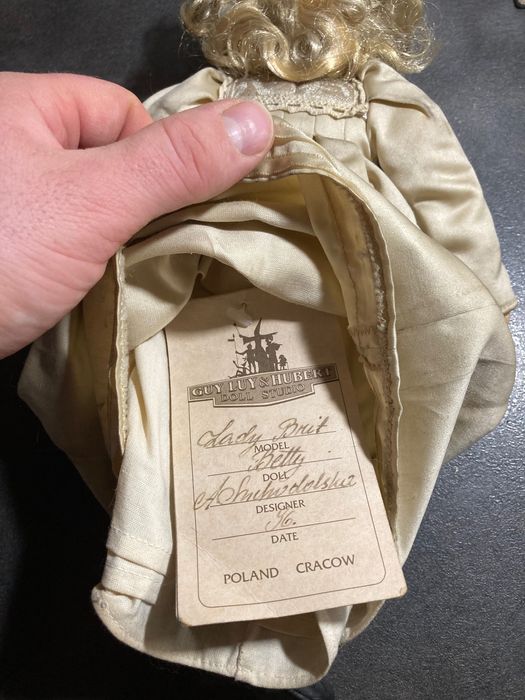 GUY LUY & HUBERT
DOLL STUDIO
Lady Brit
MODEL
Betty
DOLL
A
DESIGNER
96.
DATE
POLAND CRACOW